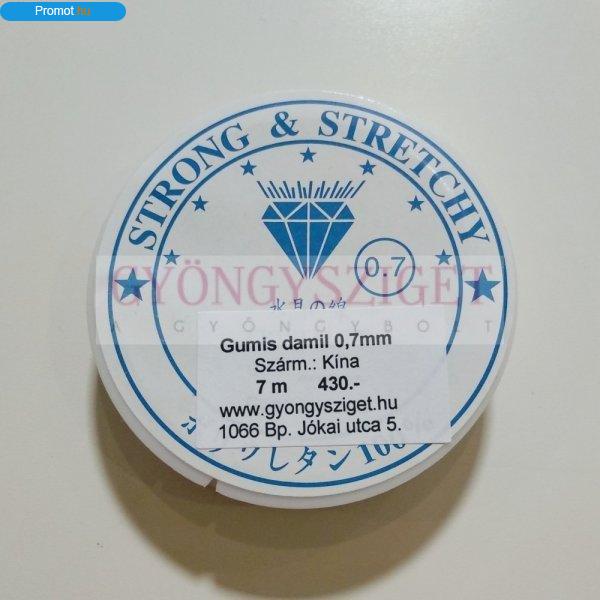 Promot.hu
STRONG & STRETCHY
0.7
GYÖNGYSZIGET
A GYÖNGYBOLT
Gumis damil 0,7mm
Szárm.: Kína
7 m 430.-
www.gyongysziget.hu
1066 Bp. Jókai utca 5.